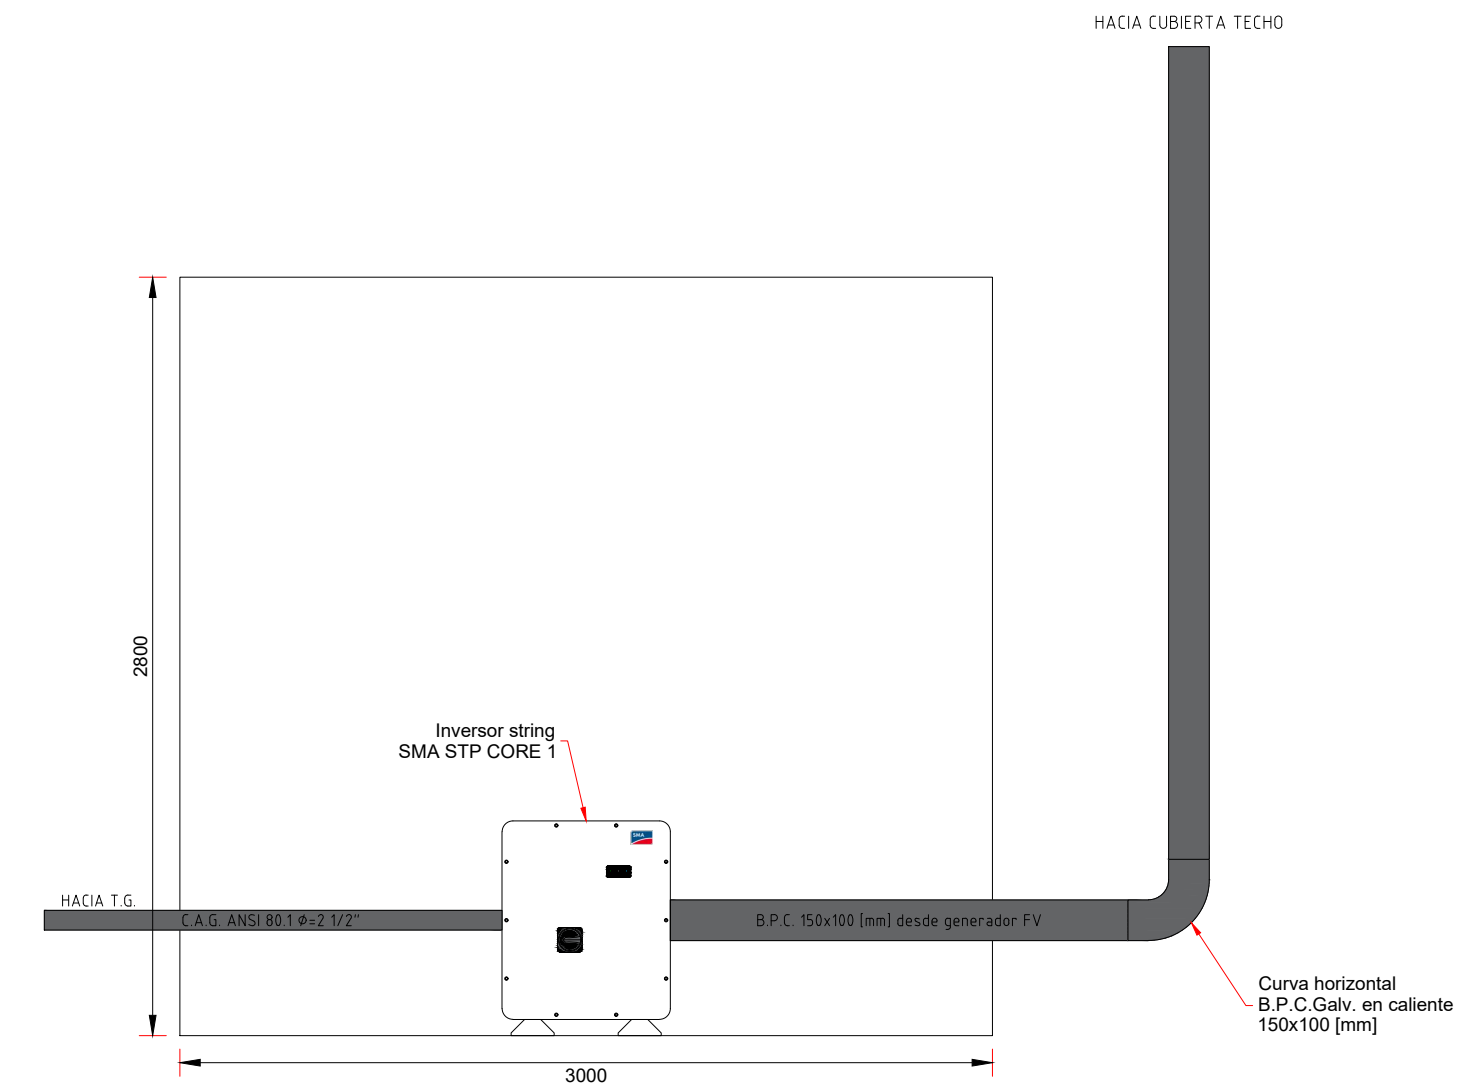 HACIA CUBIERTA TECHO
2800
Inversor string
SMA STP CORE 1
SMA
HACIA T.G.
C.A.G. ANSI 80.1 Φ=2 1/2"
B.P.C. 150x100 [mm] desde generador FV
Curva horizontal
B.P.C.Galv. en caliente
150x100 [mm]
3000